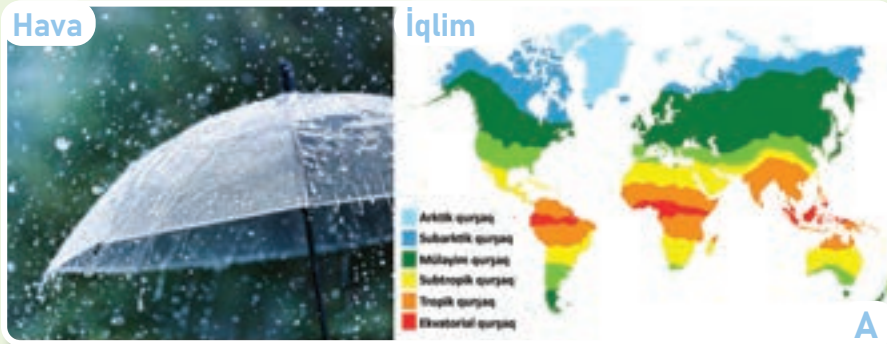 Hava
İqlim
Arktik qurşaq
Subarktik qurşaq
Mülayim qurşaq
Subtropik qurşaq
Tropik qurşaq
Ekvatorial qurşaq
A